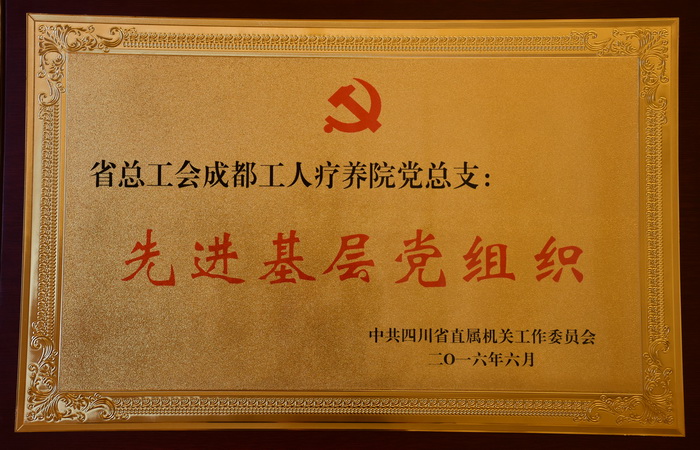 省总工会成都工人疗养院党总支：
先进基层党组织
中共四川省直属机关工作委员会
二O一六年六月